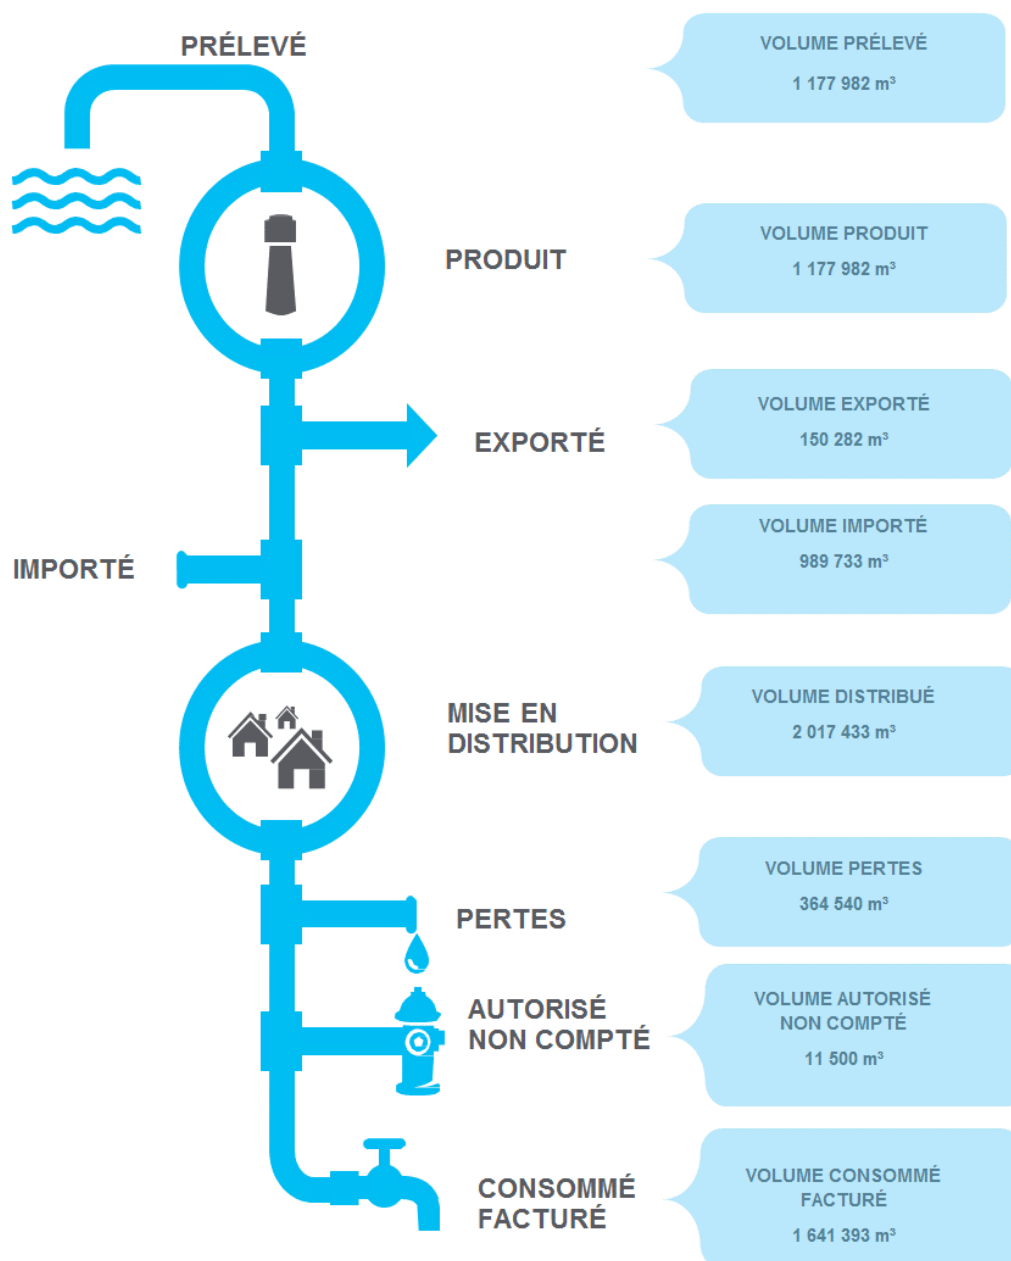 PRÉLEVÉ
VOLUME PRÉLEVÉ
1 177 982 m³
PRODUIT
VOLUME PRODUIT
1 177 982 m³
EXPORTÉ
VOLUME EXPORTÉ
150 282 m³
IMPORTÉ
VOLUME IMPORTÉ
989 733 m³
MISE EN
DISTRIBUTION
VOLUME DISTRIBUÉ
2 017 433 m³
PERTES
VOLUME PERTES
364 540 m³
AUTORISÉ
NON COMPTÉ
VOLUME AUTORISÉ
NON COMPTÉ
11 500 m³
CONSOMMÉ
FACTURÉ
VOLUME CONSOMMÉ
FACTURÉ
1 641 393 m³